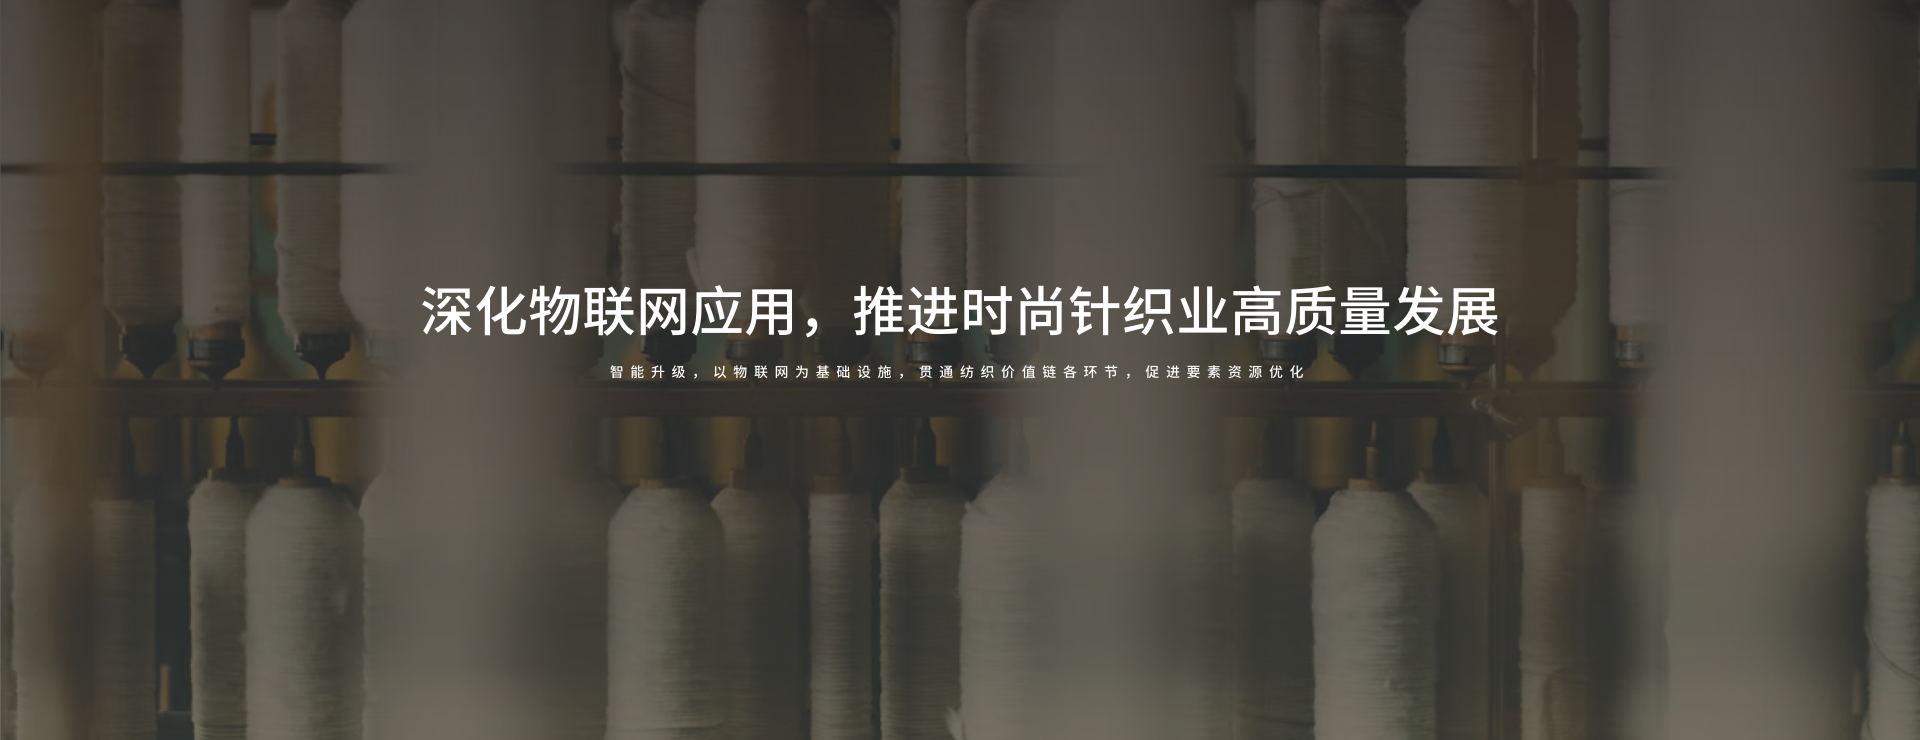 深化物联网应用，推进时尚针织业高质量发展
智能升级，以物联网为基础设施，贯通纺织价值链各环节，促进要素资源优化